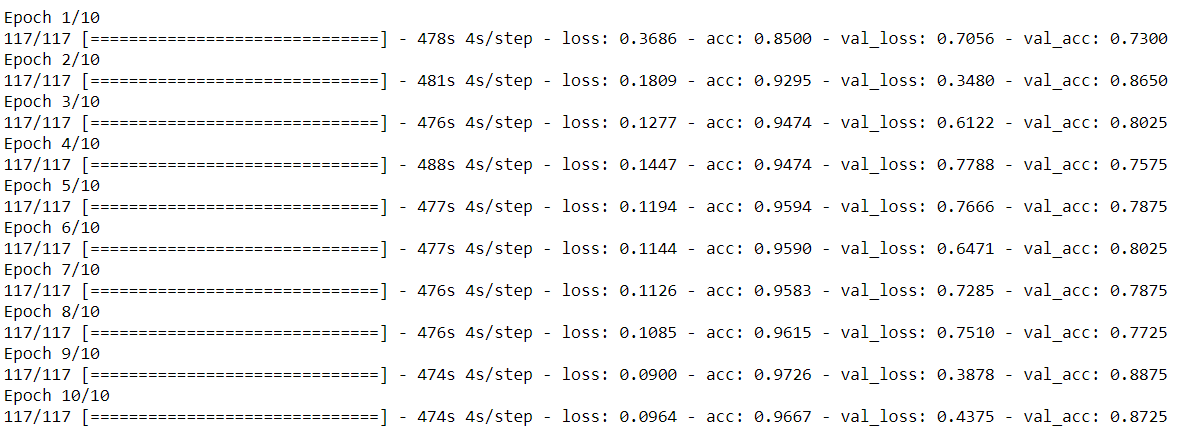 Epoch 1/10
117/117 [==============================] - 478s 4s/step - loss: 0.3686 - acc: 0.8500 - val_loss: 0.7056 - val_acc: 0.7300
Epoch 2/10
117/117 [==============================] - 481s 4s/step - loss: 0.1809 - acc: 0.9295 - val_loss: 0.3480 - val_acc: 0.8650
Epoch 3/10
117/117 [==============================] - 476s 4s/step - loss: 0.1277 - acc: 0.9474 - val_loss: 0.6122 - val_acc: 0.8025
Epoch 4/10
117/117 [==============================] - 488s 4s/step - loss: 0.1447 - acc: 0.9474 - val_loss: 0.7788 - val_acc: 0.7575
Epoch 5/10
117/117 [==============================] - 477s 4s/step - loss: 0.1194 - acc: 0.9594 - val_loss: 0.7666 - val_acc: 0.7875
Epoch 6/10
117/117 [==============================] - 477s 4s/step - loss: 0.1144 - acc: 0.9590 - val_loss: 0.6471 - val_acc: 0.8025
Epoch 7/10
117/117 [==============================] - 476s 4s/step - loss: 0.1126 - acc: 0.9583 - val_loss: 0.7285 - val_acc: 0.7875
Epoch 8/10
117/117 [==============================] - 476s 4s/step - loss: 0.1085 - acc: 0.9615 - val_loss: 0.7510 - val_acc: 0.7725
Epoch 9/10
117/117 [==============================] - 474s 4s/step - loss: 0.0900 - acc: 0.9726 - val_loss: 0.3878 - val_acc: 0.8875
Epoch 10/10
117/117 [==============================] - 474s 4s/step - loss: 0.0964 - acc: 0.9667 - val_loss: 0.4375 - val_acc: 0.8725